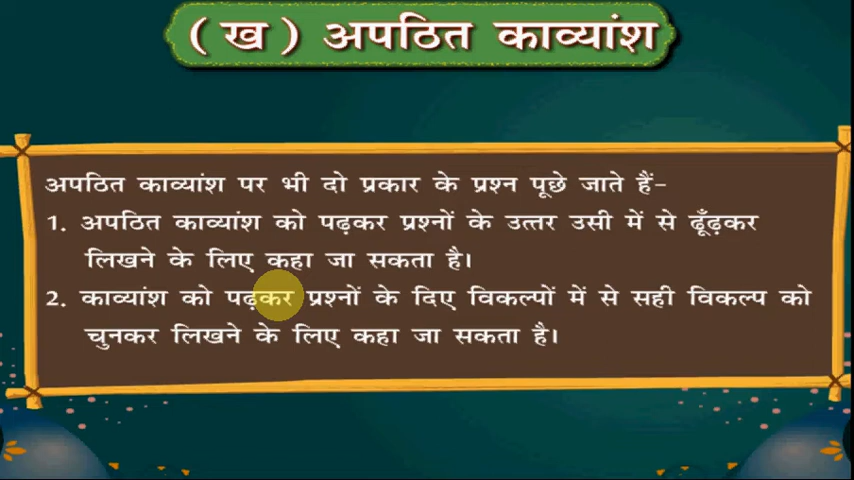 ( ख ) अपठित काव्यांश
अपठित काव्यांश पर भी दो प्रकार के प्रश्न पूछे जाते हैं-
1. अपठित काव्यांश को पढ़कर प्रश्नों के उत्तर उसी में से ढूँढ़कर
लिखने के लिए कहा जा सकता है।
2. काव्यांश को पढ़कर प्रश्नों के दिए विकल्पों में से सही विकल्प को
चुनकर लिखने के लिए कहा जा सकता है।